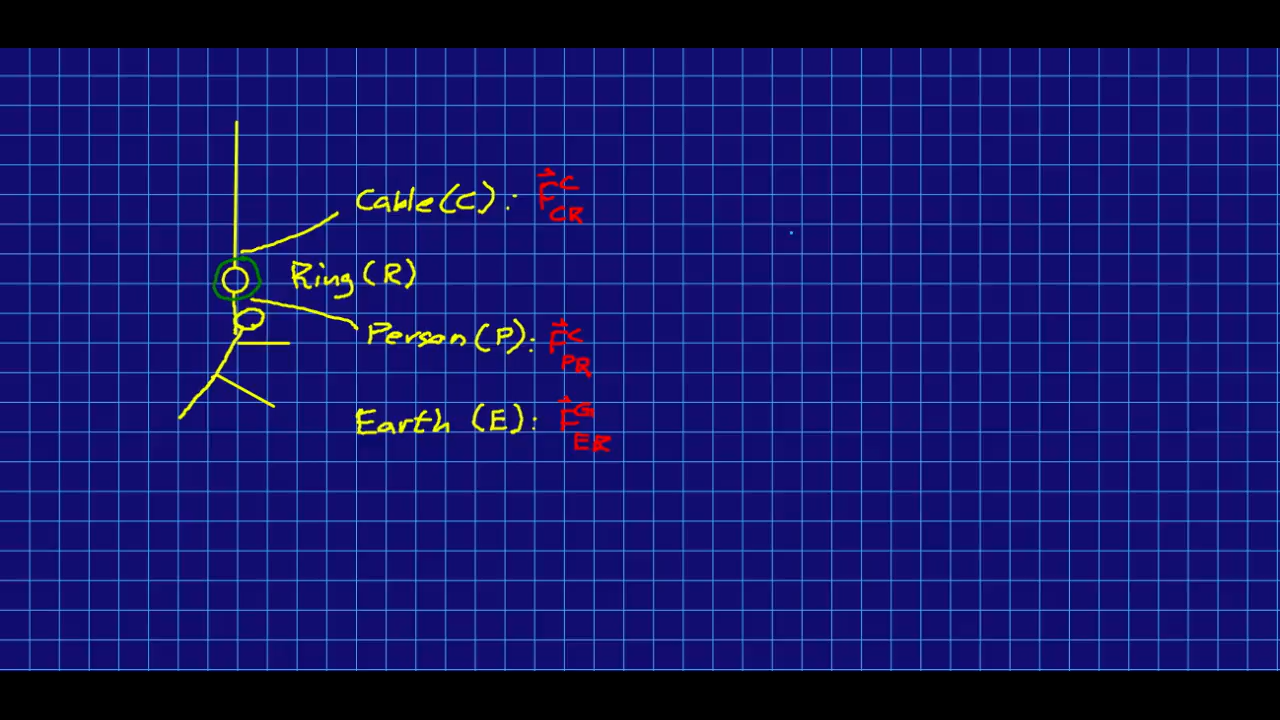 Cable (C): F⃗^C_CR
Ring (R)
Person (P): F⃗^C_PR
Earth (E): F⃗^G_ER